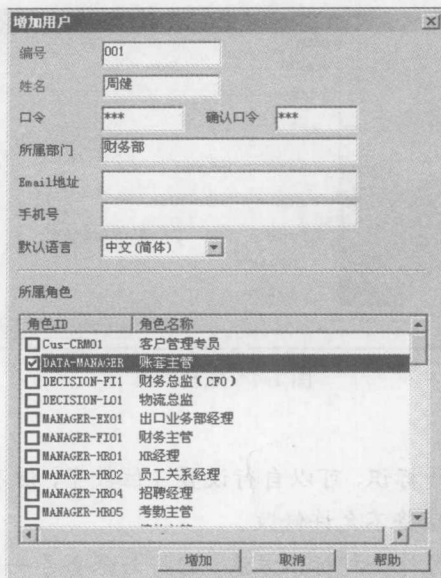 增加用户
编号 001
姓名 周健
口令 *** 确认口令 ***
所属部门 财务部
Email地址
手机号
默认语言 中文(简体)
所属角色
角色ID 角色名称
Cus-CRM01 客户管理专员
DATA-MANAGER 账套主管
DECISION-FI1 财务总监(CFO)
DECISION-LO1 物流总监
MANAGER-EX01 出口业务部经理
MANAGER-FI01 财务主管
MANAGER-HR01 HR经理
MANAGER-HR02 员工关系经理
MANAGER-HR04 招聘经理
MANAGER-HR05 考勤主管
增加 取消 帮助